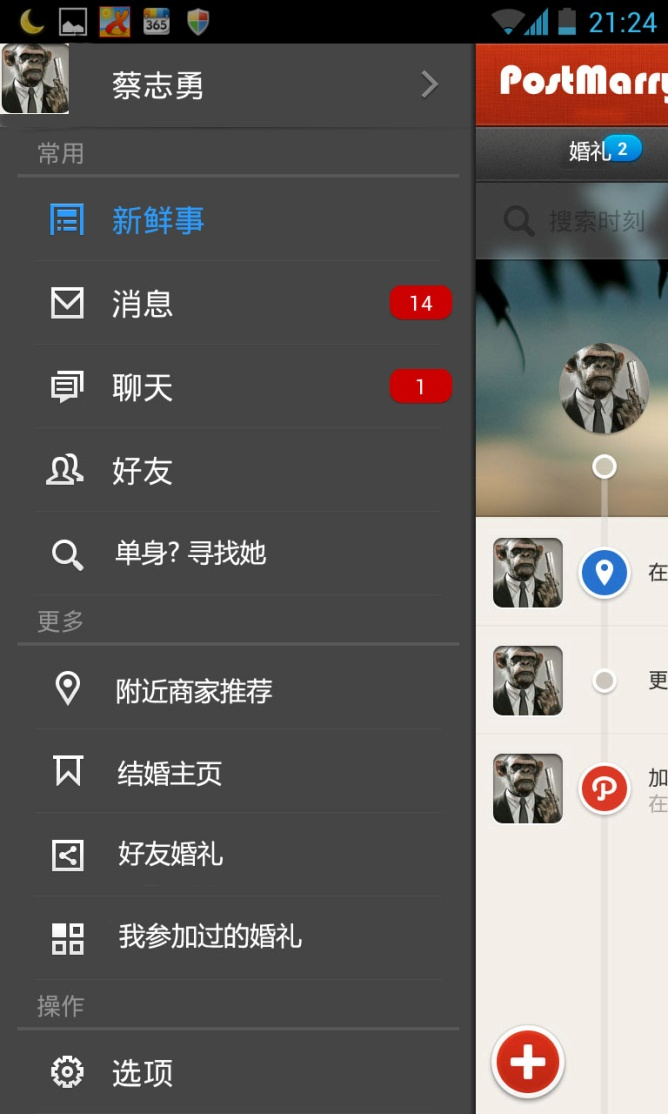 365
21:24
蔡志勇
PostMarry
常用
婚礼 2
新鲜事
搜索时刻
消息 14
聊天 1
好友
单身? 寻找她
在
更多
附近商家推荐
更
结婚主页
加
在
好友婚礼
我参加过的婚礼
操作
选项